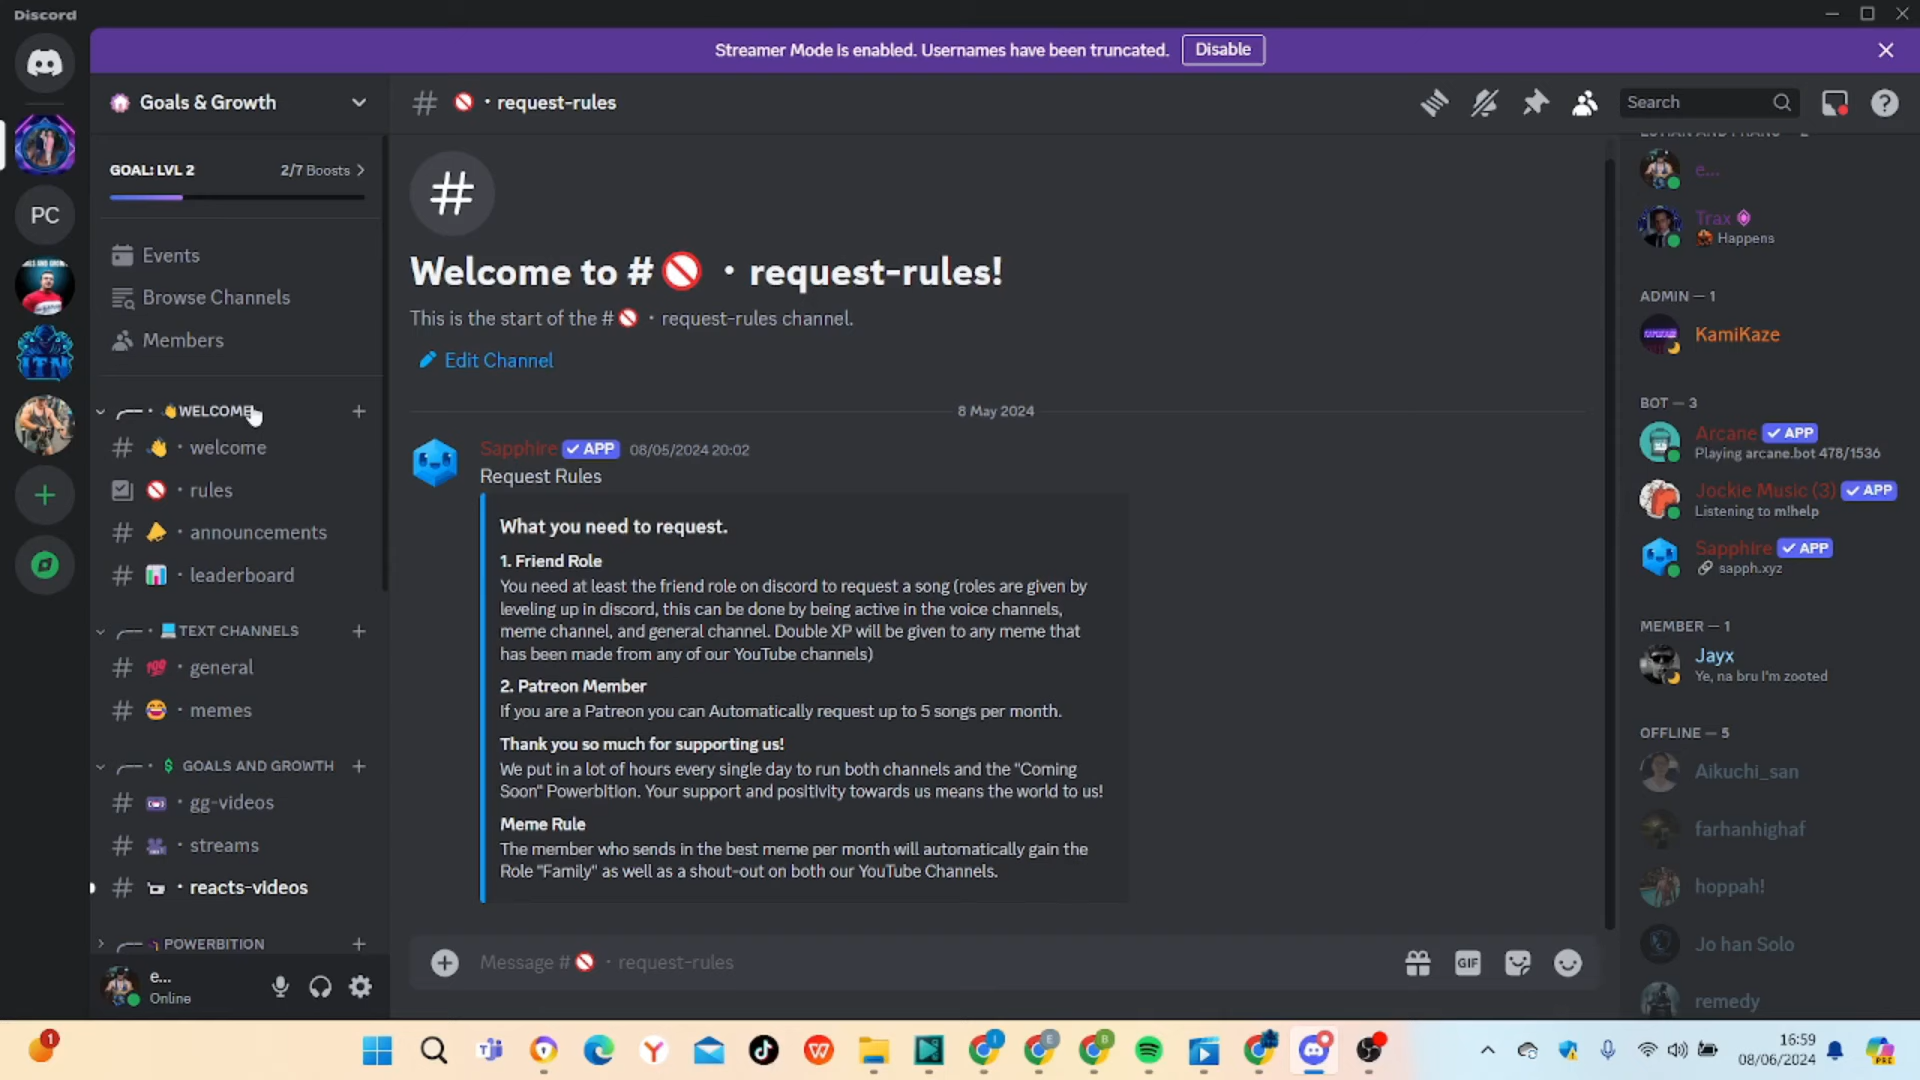 Discord
Streamer Mode is enabled. Usernames have been truncated. Disable
Goals & Growth
GOAL: LVL 2 2/7 Boosts
Events
Browse Channels
Members
WELCOME
welcome
rules
announcements
leaderboard
TEXT CHANNELS
general
memes
GOALS AND GROWTH
gg-videos
streams
reacts-videos
POWERBITION
e...
Online
PC
ITN
# 🚫・request-rules
Search
Welcome to #🚫・request-rules!
This is the start of the #🚫・request-rules channel.
Edit Channel
8 May 2024
Sapphire ✓ APP 08/05/2024 20:02
Request Rules
What you need to request.
1. Friend Role
You need at least the friend role on discord to request a song (roles are given by
leveling up in discord, this can be done by being active in the voice channels,
meme channel, and general channel. Double XP will be given to any meme that
has been made from any of our YouTube channels)
2. Patreon Member
If you are a Patreon you can Automatically request up to 5 songs per month.
Thank you so much for supporting us!
We put in a lot of hours every single day to run both channels and the "Coming
Soon" Powerbition. Your support and positivity towards us means the world to us!
Meme Rule
The member who sends in the best meme per month will automatically gain the
Role "Family" as well as a shout-out on both our YouTube Channels.
Message #🚫・request-rules
GIF
e...
Trax
Happens
ADMIN — 1
KamiKaze
BOT — 3
Arcane ✓ APP
Playing arcane.bot 478/1536
Jockie Music (3) ✓ APP
Listening to m!help
Sapphire ✓ APP
sapph.xyz
MEMBER — 1
Jayx
Ye, na bru I'm zooted
OFFLINE — 5
Aikuchi_san
farhanhighaf
hoppah!
Jo han Solo
remedy
1
16:59
08/06/2024
PRE